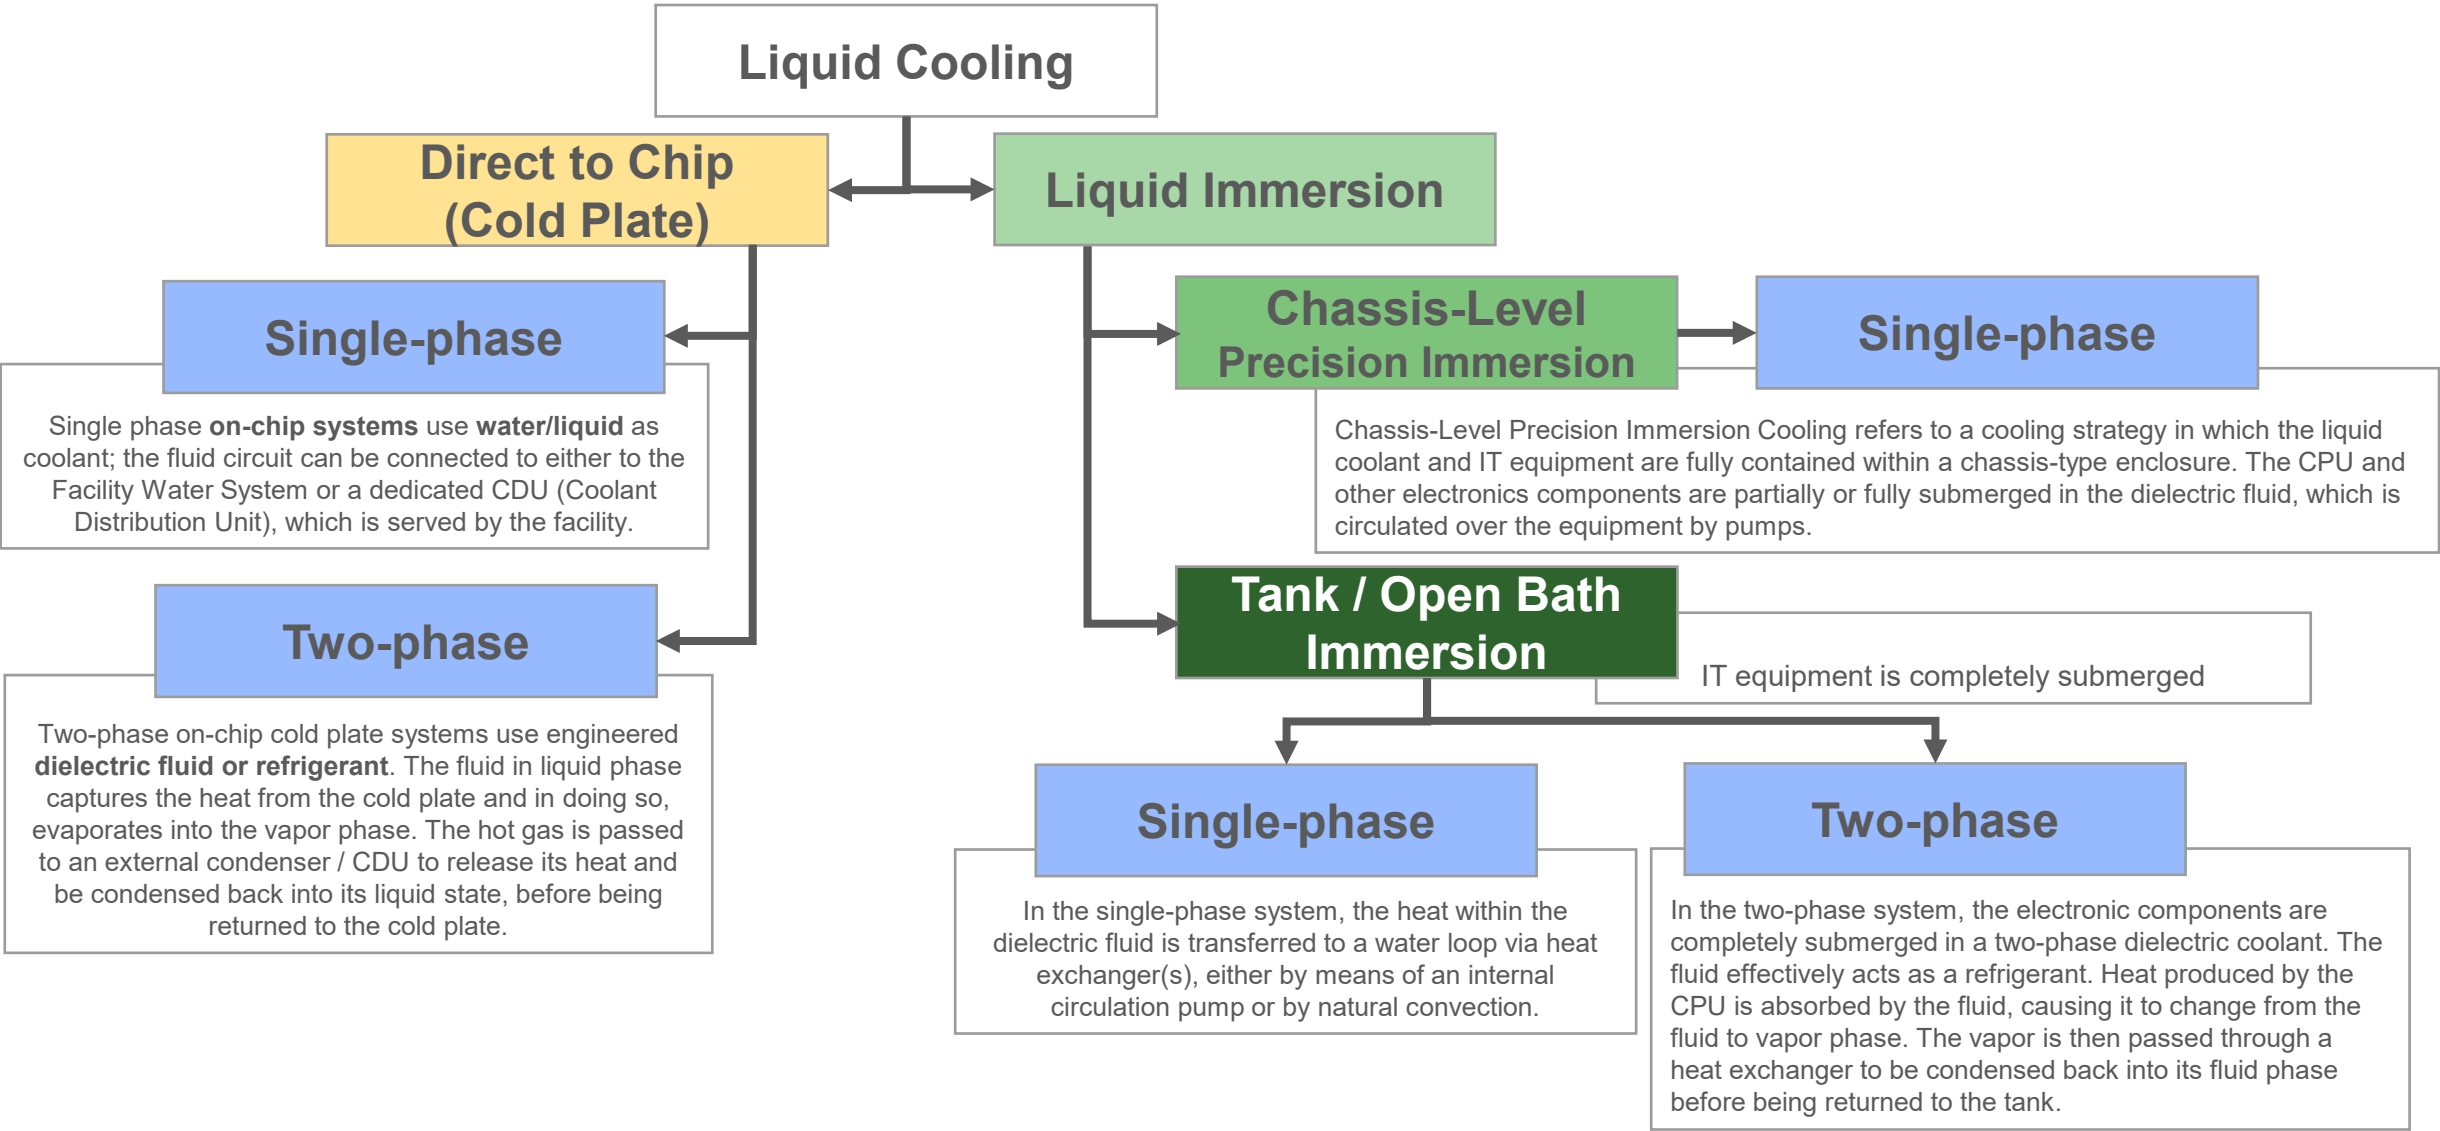 Liquid Cooling
Direct to Chip
(Cold Plate)
Liquid Immersion
Single-phase
Single phase on-chip systems use water/liquid as
coolant; the fluid circuit can be connected to either to the
Facility Water System or a dedicated CDU (Coolant
Distribution Unit), which is served by the facility.
Two-phase
Two-phase on-chip cold plate systems use engineered
dielectric fluid or refrigerant. The fluid in liquid phase
captures the heat from the cold plate and in doing so,
evaporates into the vapor phase. The hot gas is passed
to an external condenser / CDU to release its heat and
be condensed back into its liquid state, before being
returned to the cold plate.
Chassis-Level
Precision Immersion
Single-phase
Chassis-Level Precision Immersion Cooling refers to a cooling strategy in which the liquid
coolant and IT equipment are fully contained within a chassis-type enclosure. The CPU and
other electronics components are partially or fully submerged in the dielectric fluid, which is
circulated over the equipment by pumps.
Tank / Open Bath
Immersion
IT equipment is completely submerged
Single-phase
In the single-phase system, the heat within the
dielectric fluid is transferred to a water loop via heat
exchanger(s), either by means of an internal
circulation pump or by natural convection.
Two-phase
In the two-phase system, the electronic components are
completely submerged in a two-phase dielectric coolant. The
fluid effectively acts as a refrigerant. Heat produced by the
CPU is absorbed by the fluid, causing it to change from the
fluid to vapor phase. The vapor is then passed through a
heat exchanger to be condensed back into its fluid phase
before being returned to the tank.